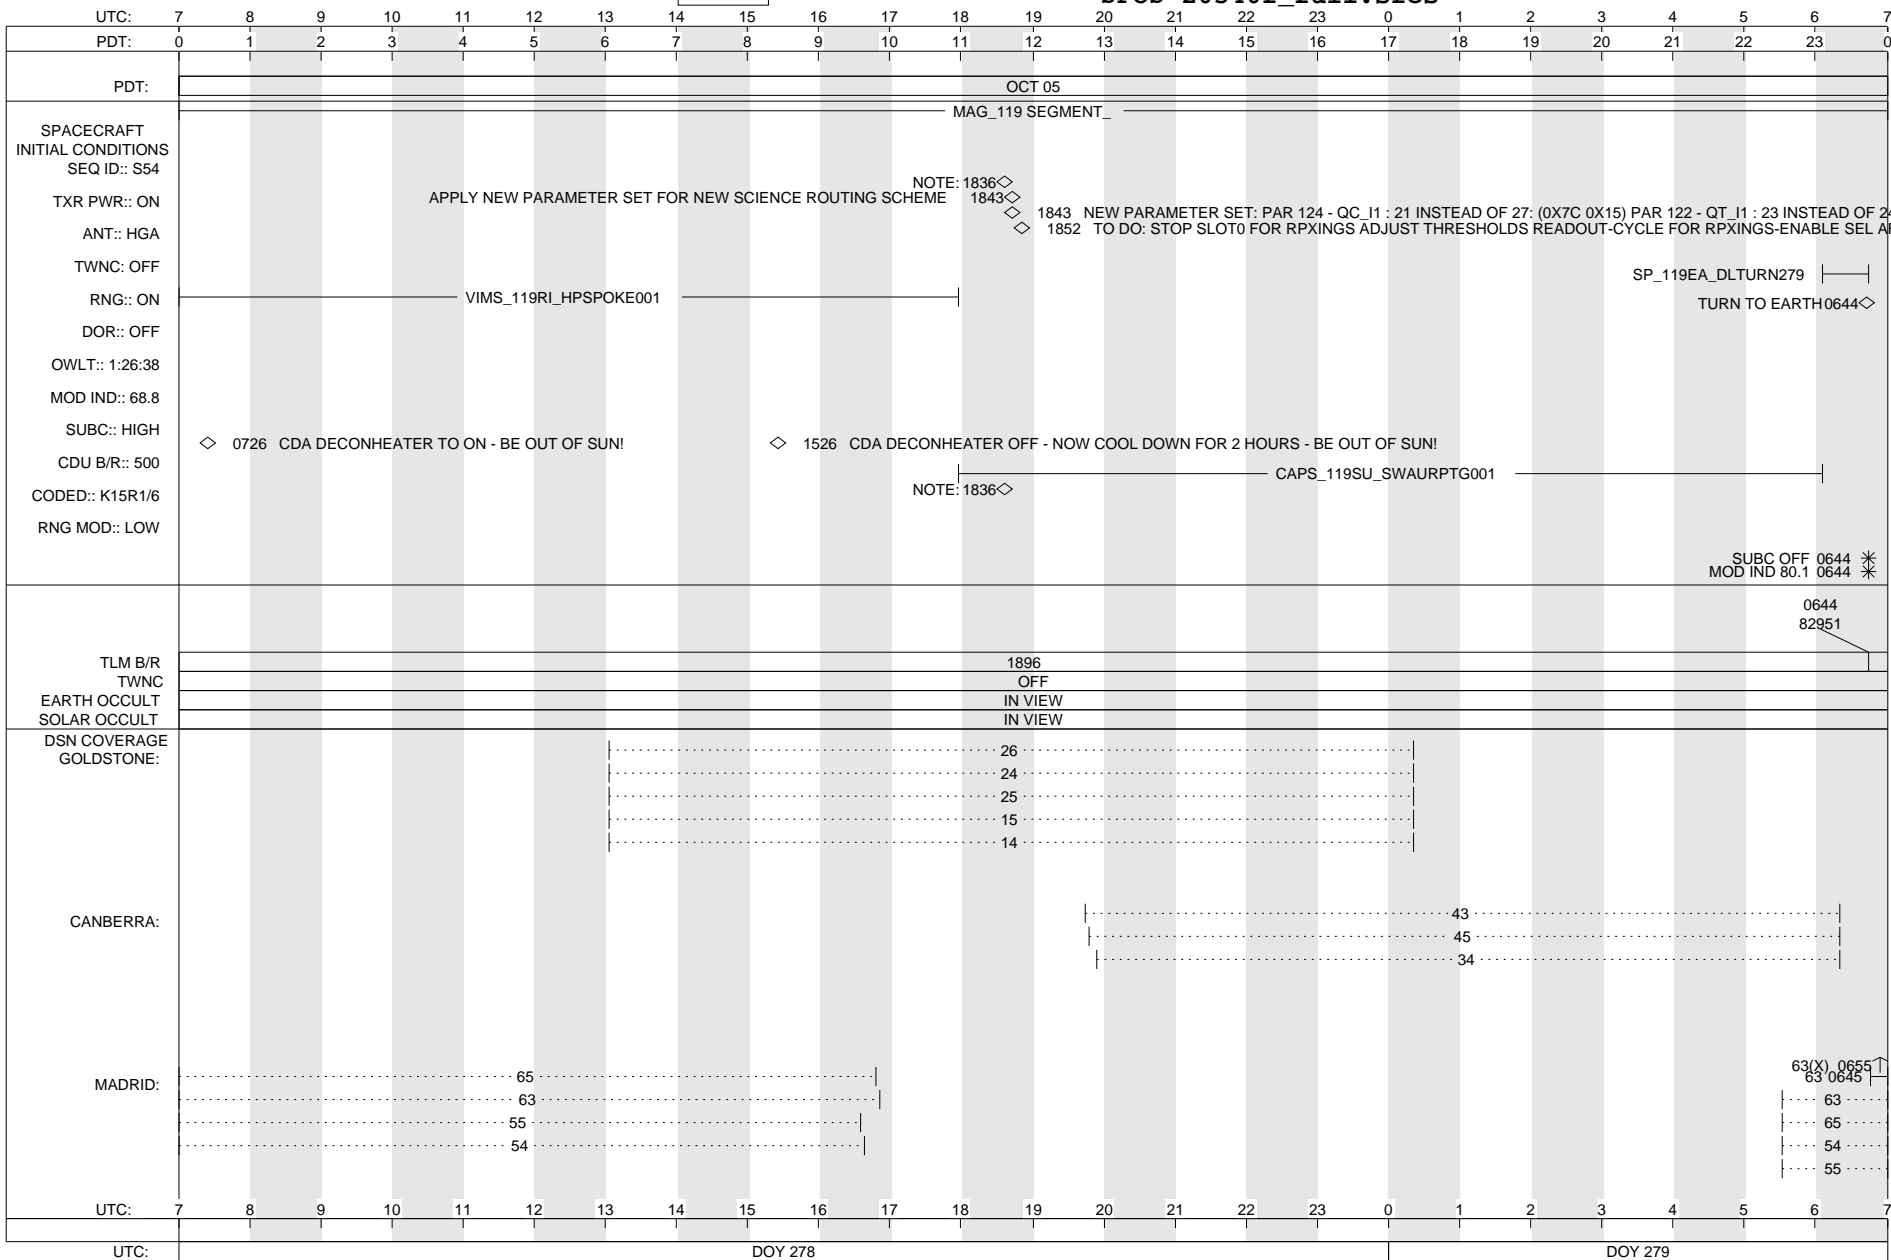 UTC: 7 8 9 10 11 12 13 14 15 16 17 18 19 20 21 22 23 0 1 2 3 4 5 6 7
PDT: 0 1 2 3 4 5 6 7 8 9 10 11 12 13 14 15 16 17 18 19 20 21 22 23 0
PDT: OCT 05
MAG_119 SEGMENT_
SPACECRAFT
INITIAL CONDITIONS
SEQ ID:: S54
NOTE: 1836
APPLY NEW PARAMETER SET FOR NEW SCIENCE ROUTING SCHEME 1843
TXR PWR:: ON
1843 NEW PARAMETER SET: PAR 124 - QC_I1 : 21 INSTEAD OF 27: (0X7C 0X15) PAR 122 - QT_I1 : 23 INSTEAD OF
1852 TO DO: STOP SLOT0 FOR RPXINGS ADJUST THRESHOLDS READOUT-CYCLE FOR RPXINGS-ENABLE SEL
ANT:: HGA
TWNC: OFF
SP_119EA_DLTURN279
RNG:: ON
VIMS_119RI_HPSPOKE001
TURN TO EARTH 0644
DOR:: OFF
OWLT:: 1:26:38
MOD IND:: 68.8
SUBC:: HIGH
0726 CDA DECONHEATER TO ON - BE OUT OF SUN!
1526 CDA DECONHEATER OFF - NOW COOL DOWN FOR 2 HOURS - BE OUT OF SUN!
CDU B/R:: 500
CAPS_119SU_SWAURPTG001
CODED:: K15R1/6
NOTE: 1836
RNG MOD:: LOW
SUBC OFF 0644
MOD IND 80.1 0644
0644
82951
TLM B/R 1896
TWNC OFF
EARTH OCCULT IN VIEW
SOLAR OCCULT IN VIEW
DSN COVERAGE
GOLDSTONE:
26
24
25
15
14
CANBERRA:
43
45
34
MADRID:
63(X) 0655
65 63 0645
63 63
55 65
54 54
55
UTC: 7 8 9 10 11 12 13 14 15 16 17 18 19 20 21 22 23 0 1 2 3 4 5 6 7
UTC: DOY 278 DOY 279